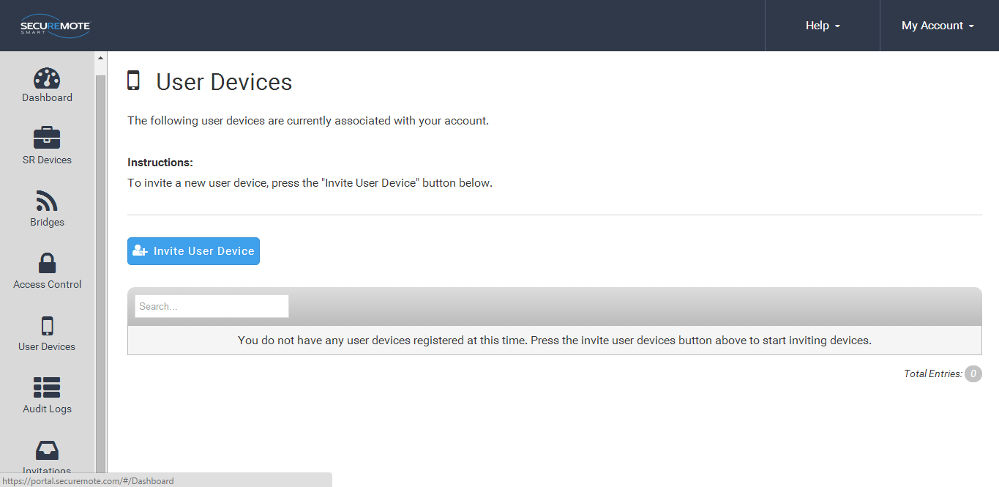 SECUREMOTE
SMART
Help
My Account
Dashboard
SR Devices
Bridges
Access Control
User Devices
Audit Logs
Invitations
User Devices
The following user devices are currently associated with your account.
Instructions:
To invite a new user device, press the "Invite User Device" button below.
Invite User Device
Search...
You do not have any user devices registered at this time. Press the invite user devices button above to start inviting devices.
Total Entries: 0
https://portal.securemote.com/#/Dashboard